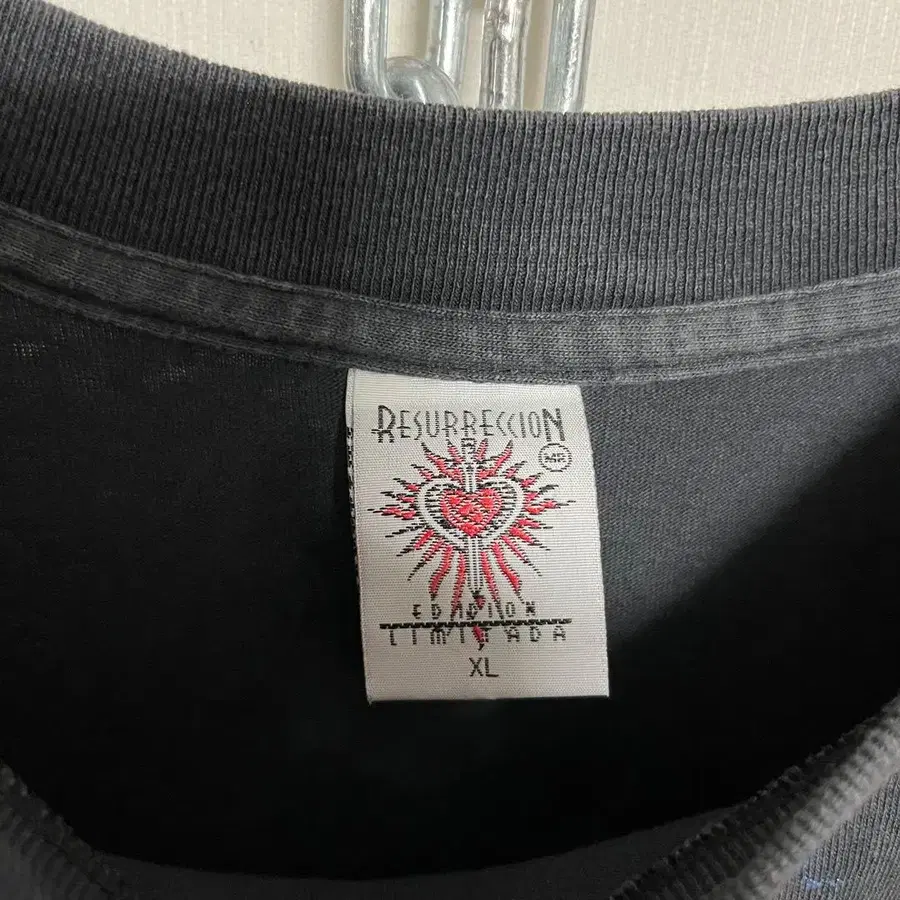 RESURRECCION
MR
EDICION
LIMITADA
XL